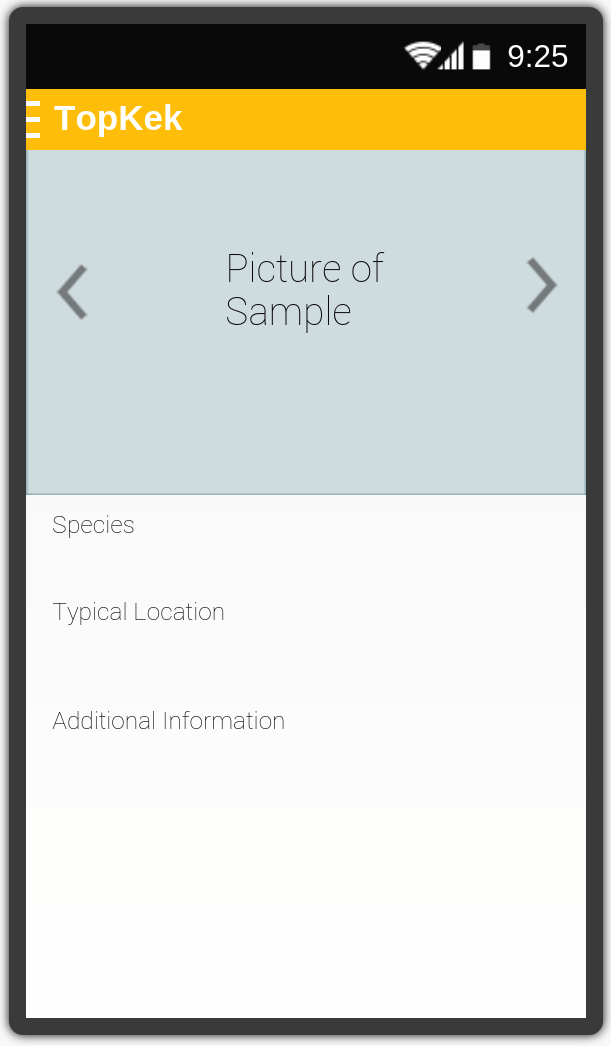 9:25
TopKek
Picture of
Sample
Species
Typical Location
Additional Information